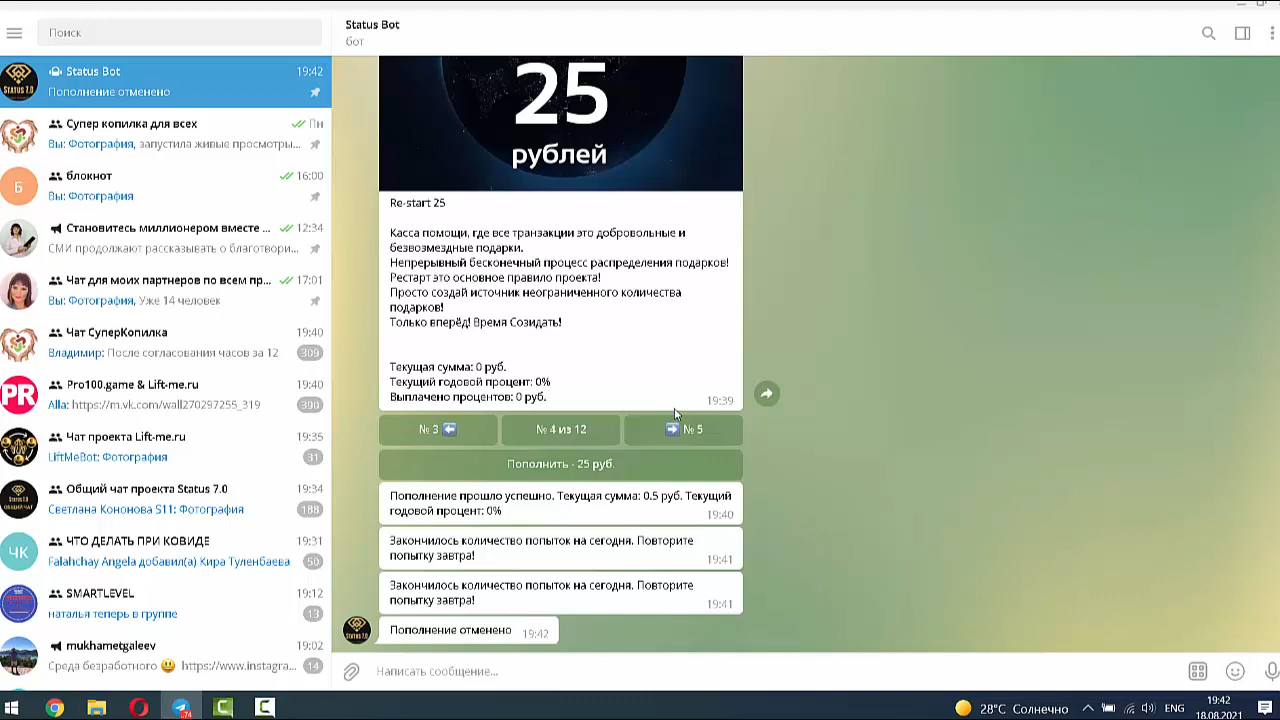 Поиск
Status Bot
бот
Status Bot
19:42
Пополнение отменено
Супер копилка для всех
Пн
Вы: Фотография, запустила живые просмотры...
Б
блокнот
16:00
Вы: Фотография
Становитесь миллионером вместе ...
12:34
СМИ продолжают рассказывать о благотвори...
Чат для моих партнеров по всем пр...
17:01
Вы: Фотография, Уже 14 человек
Чат СуперКопилка
19:40
Владимир: После согласования часов за 12
309
PR
Pro100.game & Lift-me.ru
19:40
Alla: https://m.vk.com/wall270297255_319
390
Чат проекта Lift-me.ru
19:35
LiftMeBot: Фотография
31
Общий чат проекта Status 7.0
19:34
Светлана Кононова S11: Фотография
188
ЧК
ЧТО ДЕЛАТЬ ПРИ КОВИДЕ
19:31
Falahchay Angela добавил(а) Кира Туленбаева
50
SMARTLEVEL
19:12
наталья теперь в группе
13
mukhametgaleev
19:02
Среда безработного https://www.instagra...
14
25
рублей
Re-start 25
Касса помощи, где все транзакции это добровольные и
безвозмездные подарки.
Непрерывный бесконечный процесс распределения подарков!
Рестарт это основное правило проекта!
Просто создай источник неограниченного количества
подарков!
Только вперёд! Время Созидать!
Текущая сумма: 0 руб.
Текущий годовой процент: 0%
Выплачено процентов: 0 руб.
19:39
№ 3
№ 4 из 12
№ 5
Пополнить - 25 руб.
Пополнение прошло успешно. Текущая сумма: 0.5 руб. Текущий
годовой процент: 0%
19:40
Закончилось количество попыток на сегодня. Повторите
попытку завтра!
19:41
Закончилось количество попыток на сегодня. Повторите
попытку завтра!
19:41
STATUS 7.0
Пополнение отменено
19:42
Написать сообщение...
74
28°C Солнечно
ENG
19:42
18.08.2021